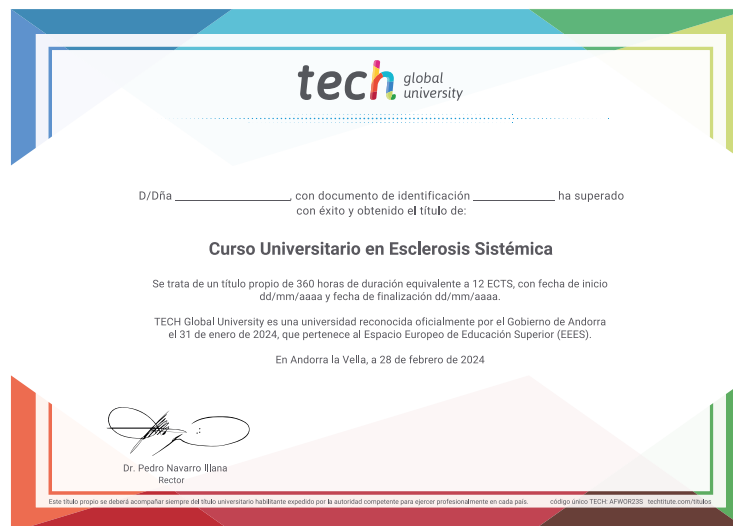 tech global university
D/Dña ______________, con documento de identificación ______________ ha superado
con éxito y obtenido el título de:
Curso Universitario en Esclerosis Sistémica
Se trata de un título propio de 360 horas de duración equivalente a 12 ECTS, con fecha de inicio
dd/mm/aaaa y fecha de finalización dd/mm/aaaa.
TECH Global University es una universidad reconocida oficialmente por el Gobierno de Andorra
el 31 de enero de 2024, que pertenece al Espacio Europeo de Educación Superior (EEES).
En Andorra la Vella, a 28 de febrero de 2024
Dr. Pedro Navarro Illana
Rector
Este título propio se deberá acompañar siempre del título universitario habilitante expedido por la autoridad competente para ejercer profesionalmente en cada país. código único TECH: AFWOR23S techtitute.com/titulos